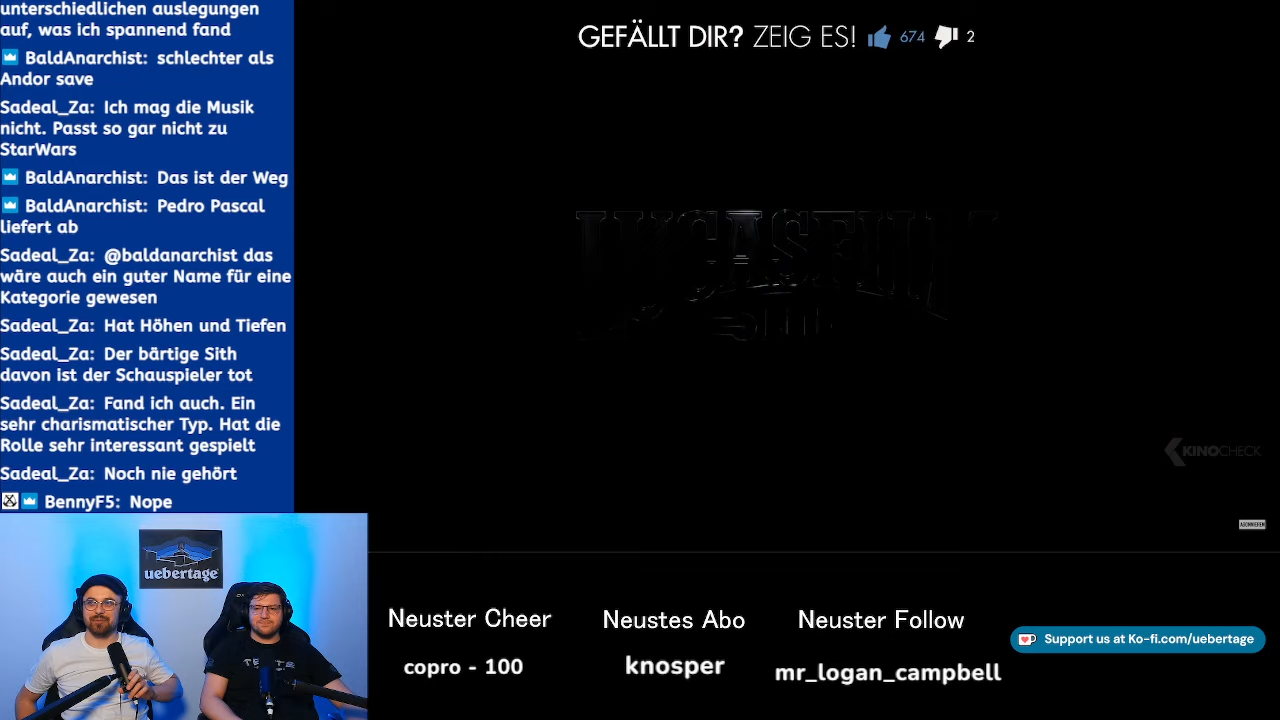 unterschiedlichen auslegungen
auf, was ich spannend fand
BaldAnarchist: schlechter als
Andor save
Sadeal_Za: Ich mag die Musik
nicht. Passt so gar nicht zu
StarWars
BaldAnarchist: Das ist der Weg
BaldAnarchist: Pedro Pascal
liefert ab
Sadeal_Za: @baldanarchist das
wäre auch ein guter Name für eine
Kategorie gewesen
Sadeal_Za: Hat Höhen und Tiefen
Sadeal_Za: Der bärtige Sith
davon ist der Schauspieler tot
Sadeal_Za: Fand ich auch. Ein
sehr charismatischer Typ. Hat die
Rolle sehr interessant gespielt
Sadeal_Za: Noch nie gehört
BennyF5: Nope
GEFÄLLT DIR? ZEIG ES! 674 2
LUCASFILM
KINOCHECK
ABONNIEREN
uebertage
Neuster Cheer
copro - 100
Neustes Abo
knosper
Neuster Follow
mr_logan_campbell
Support us at Ko-fi.com/uebertage